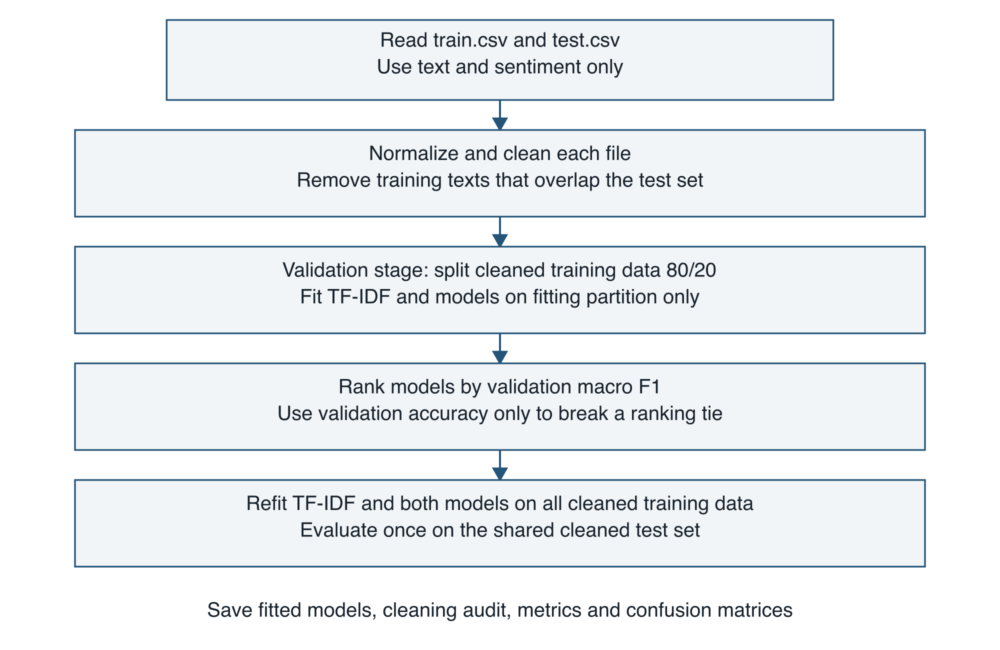 Read train.csv and test.csv
Use text and sentiment only
Normalize and clean each file
Remove training texts that overlap the test set
Validation stage: split cleaned training data 80/20
Fit TF-IDF and models on fitting partition only
Rank models by validation macro F1
Use validation accuracy only to break a ranking tie
Refit TF-IDF and both models on all cleaned training data
Evaluate once on the shared cleaned test set
Save fitted models, cleaning audit, metrics and confusion matrices